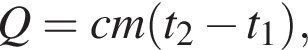 Q = cm(t₂ − t₁),